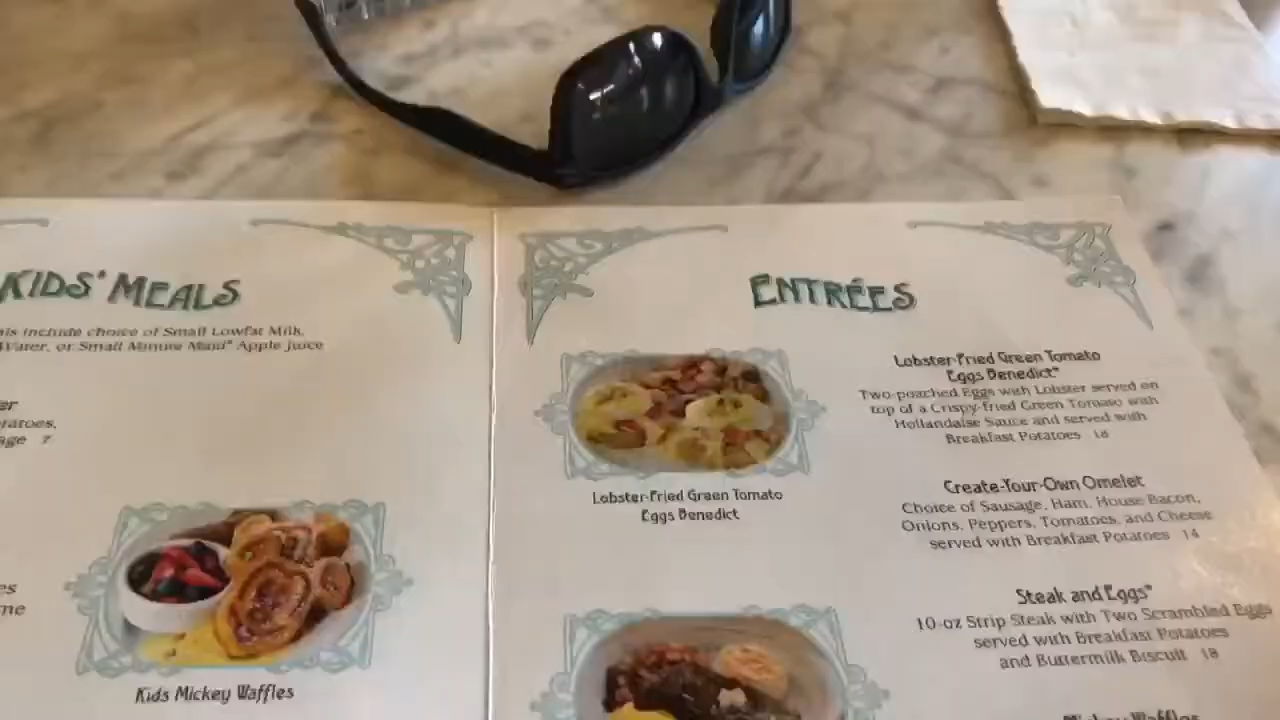 KIDS' MEALS
include choice of Small Lowfat Milk,
Water, or Small Minute Maid® Apple Juice
7
Kids Mickey Waffles
ENTRÉES
Lobster-Fried Green Tomato
Eggs Benedict
Lobster-Fried Green Tomato
Eggs Benedict*
Two-poached Eggs with Lobster served on
top of a Crispy-fried Green Tomato with
Hollandaise Sauce and served with
Breakfast Potatoes 18
Create-Your-Own Omelet
Choice of Sausage, Ham, House Bacon,
Onions, Peppers, Tomatoes, and Cheese
served with Breakfast Potatoes 14
Steak and Eggs*
10-oz Strip Steak with Two Scrambled Eggs
served with Breakfast Potatoes
and Buttermilk Biscuit 18
Mickey Waffles